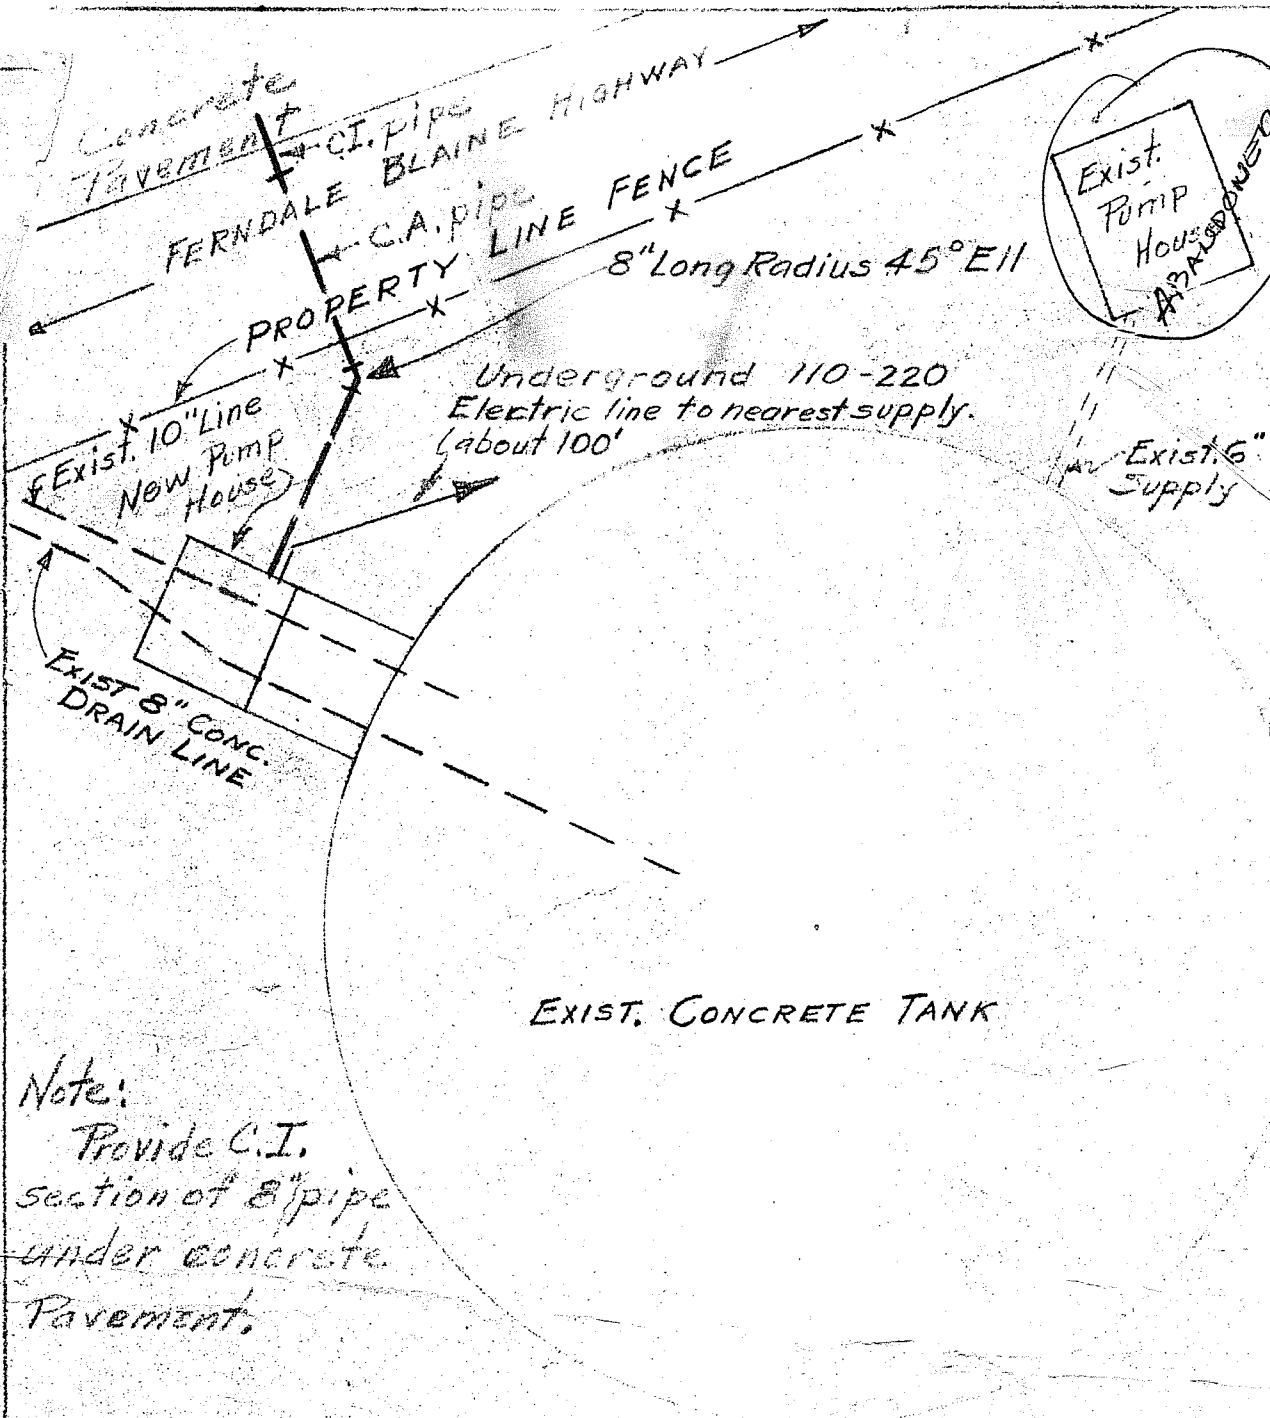 Concrete
Pavement
C.I. pipe
FERNDALE BLAINE HIGHWAY
C.A. pipe
PROPERTY LINE FENCE
8" Long Radius 45° Ell
Exist.
Pump
House
ABANDONED
Underground 110-220
Electric line to nearest supply.
(about 100'
Exist. 10" Line
New Pump
House
Exist. 6"
Supply
EXIST 8" CONC.
DRAIN LINE
EXIST. CONCRETE TANK
Note:
Provide C.I.
section of 8" pipe
under concrete
Pavement.